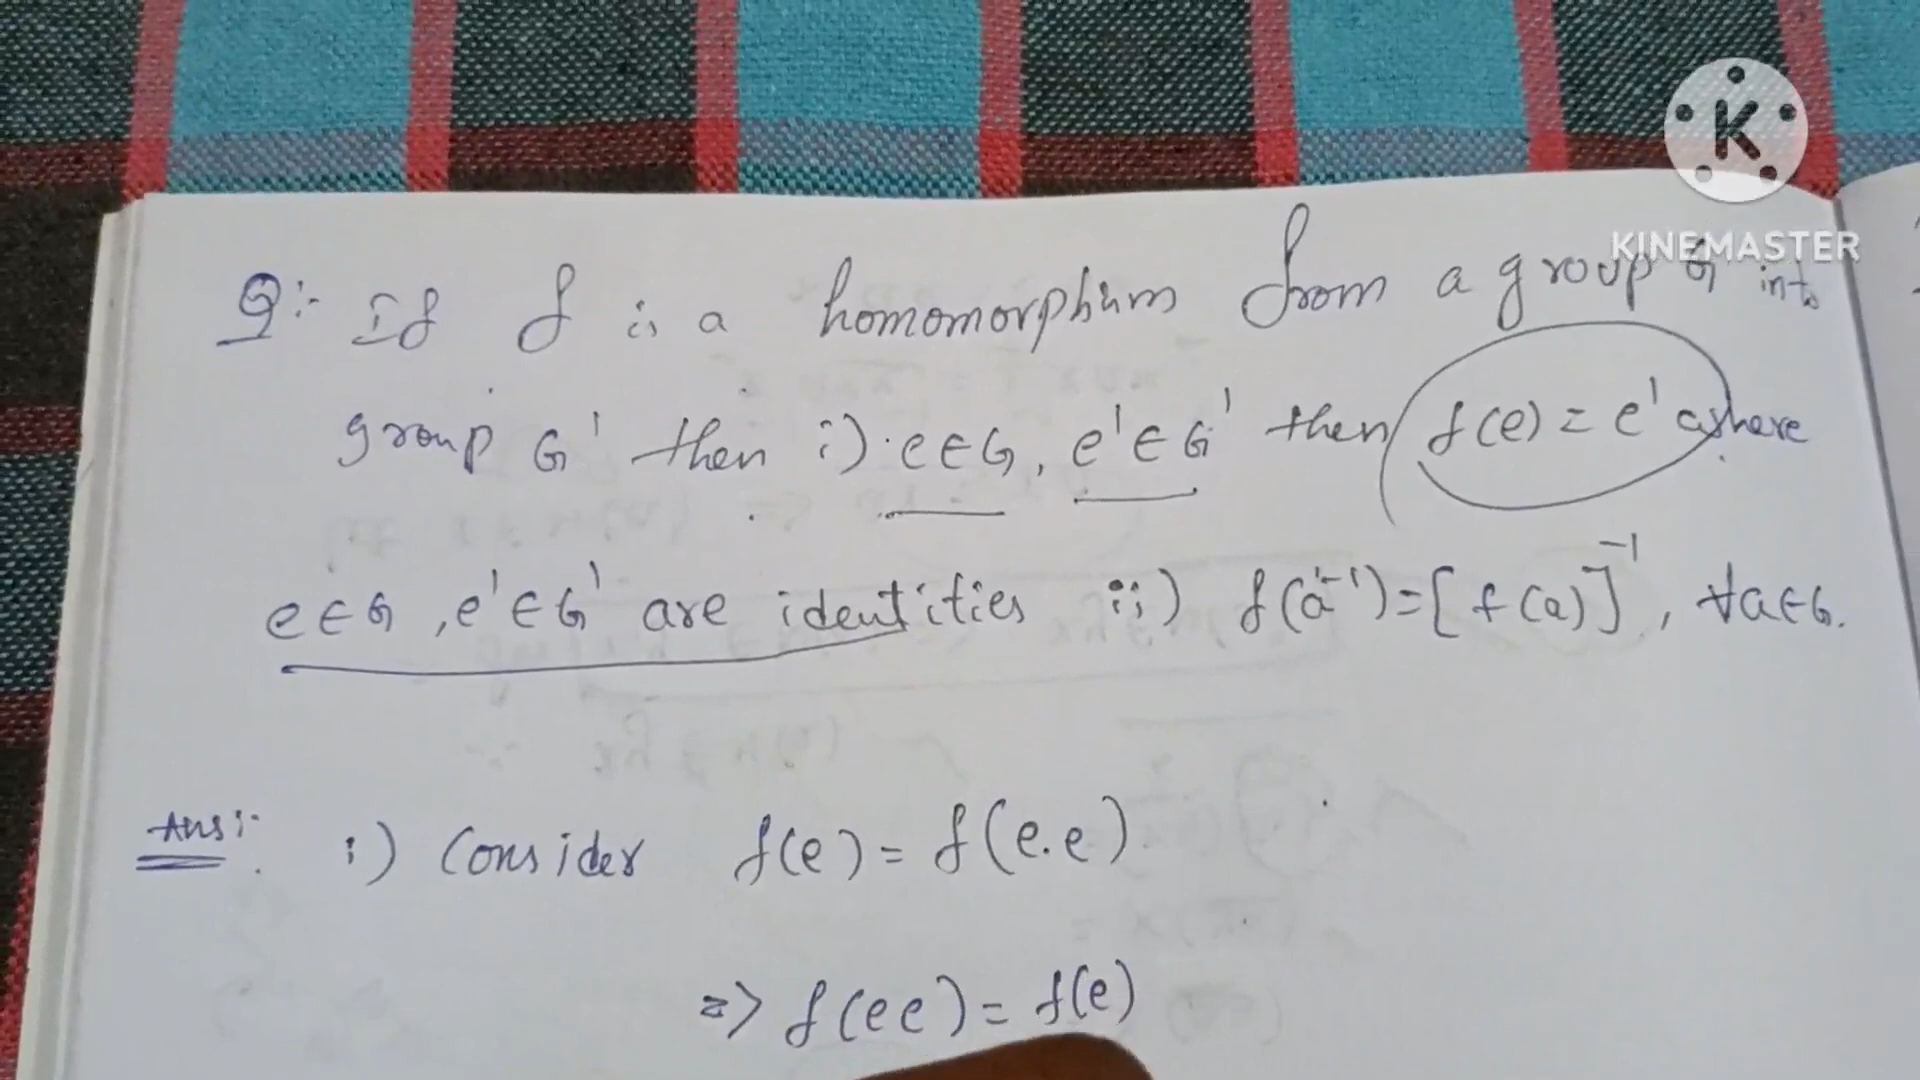 KINEMASTER
Q:- If f is a homomorphism from a group G into
group G' then i) e∈G, e'∈G' then f(e) = e' where
e∈G, e'∈G' are identities ii) f(a⁻¹) = [f(a)]⁻¹, ∀a∈G.
Ans:- i) Consider f(e) = f(e.e)
=> f(ee) = f(e)